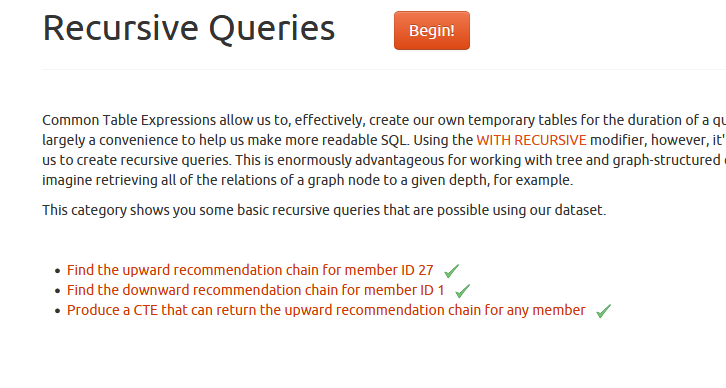 Recursive Queries Begin!
Common Table Expressions allow us to, effectively, create our own temporary tables for the duration of a
largely a convenience to help us make more readable SQL. Using the WITH RECURSIVE modifier, however, it'
us to create recursive queries. This is enormously advantageous for working with tree and graph-structured
imagine retrieving all of the relations of a graph node to a given depth, for example.
This category shows you some basic recursive queries that are possible using our dataset.
• Find the upward recommendation chain for member ID 27
• Find the downward recommendation chain for member ID 1
• Produce a CTE that can return the upward recommendation chain for any member